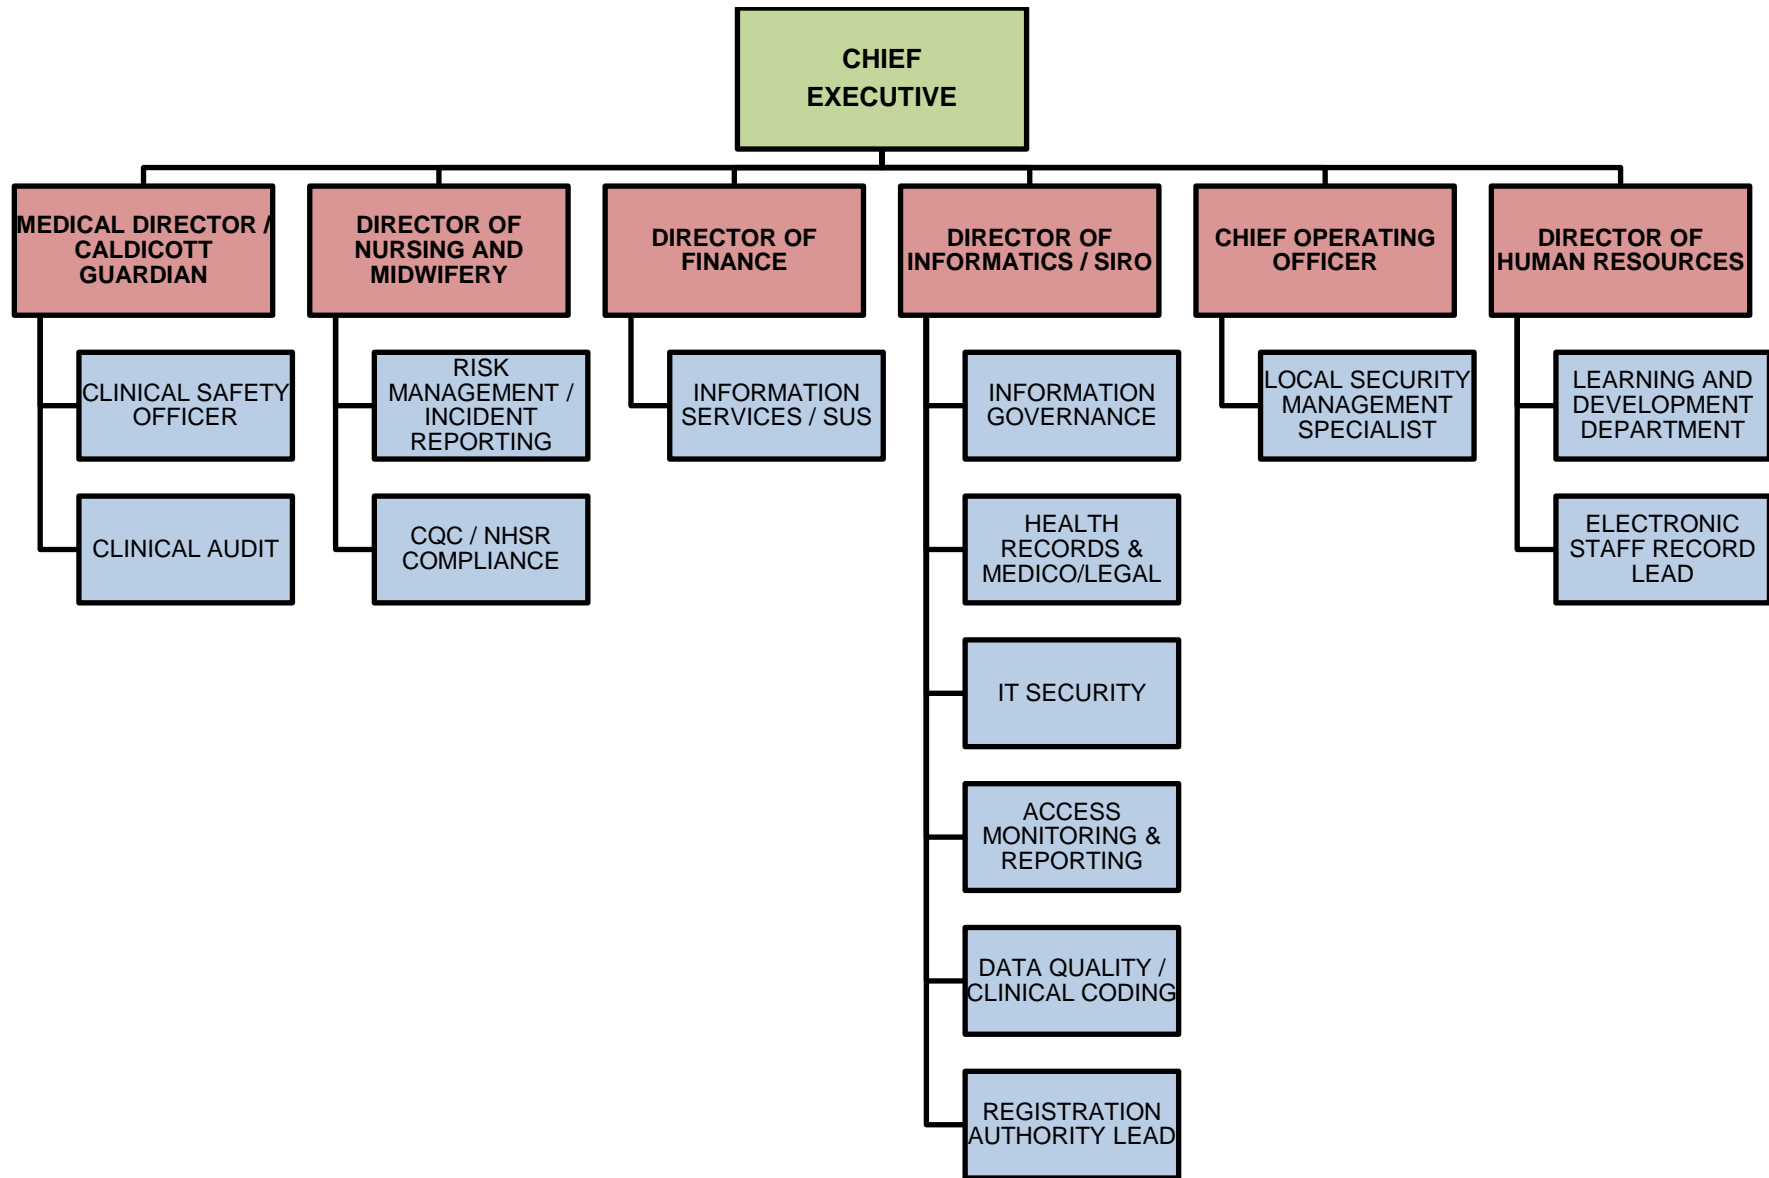 CHIEF
EXECUTIVE
MEDICAL DIRECTOR /
CALDICOTT
GUARDIAN
DIRECTOR OF
NURSING AND
MIDWIFERY
DIRECTOR OF
FINANCE
DIRECTOR OF
INFORMATICS / SIRO
CHIEF OPERATING
OFFICER
DIRECTOR OF
HUMAN RESOURCES
CLINICAL SAFETY
OFFICER
RISK
MANAGEMENT /
INCIDENT
REPORTING
INFORMATION
SERVICES / SUS
INFORMATION
GOVERNANCE
LOCAL SECURITY
MANAGEMENT
SPECIALIST
LEARNING AND
DEVELOPMENT
DEPARTMENT
CLINICAL AUDIT
CQC / NHSR
COMPLIANCE
HEALTH
RECORDS &
MEDICO/LEGAL
ELECTRONIC
STAFF RECORD
LEAD
IT SECURITY
ACCESS
MONITORING &
REPORTING
DATA QUALITY /
CLINICAL CODING
REGISTRATION
AUTHORITY LEAD